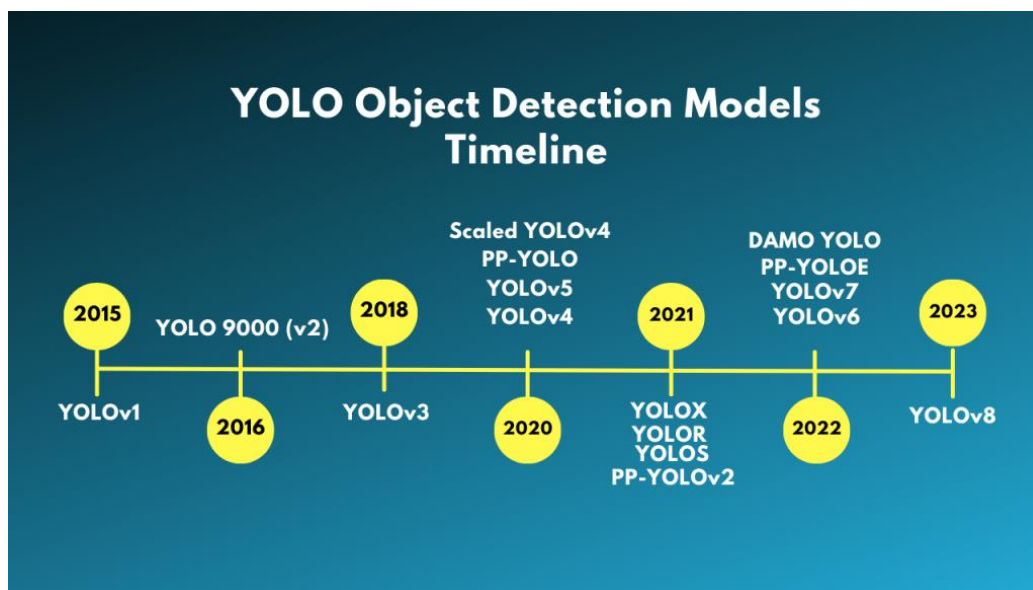 YOLO Object Detection Models
Timeline
2015
YOLOv1
YOLO 9000 (v2)
2016
2018
YOLOv3
Scaled YOLOv4
PP-YOLO
YOLOv5
YOLOv4
2020
2021
YOLOX
YOLOR
YOLOS
PP-YOLOv2
DAMO YOLO
PP-YOLOE
YOLOv7
YOLOv6
2022
2023
YOLOv8